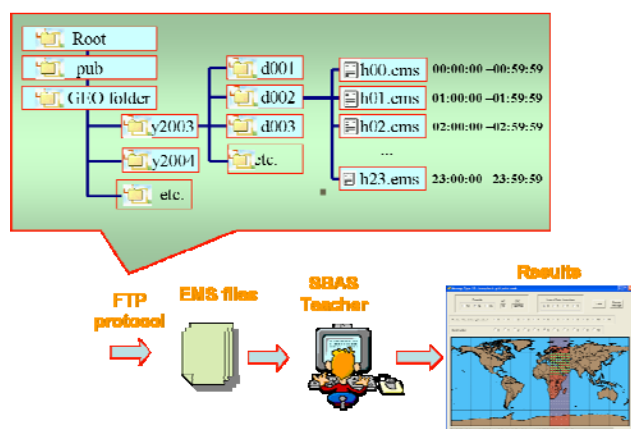 Root
pub
GEO folder
y2003
y2004
etc.
d001
d002
d003
etc.
h00.ems 00:00:00 –00:59:59
h01.ems 01:00:00 –01:59:59
h02.ems 02:00:00 –02:59:59
...
h23.ems 23:00:00 23:59:59
FTP
protocol
EMS files
SBAS
Teacher
Results